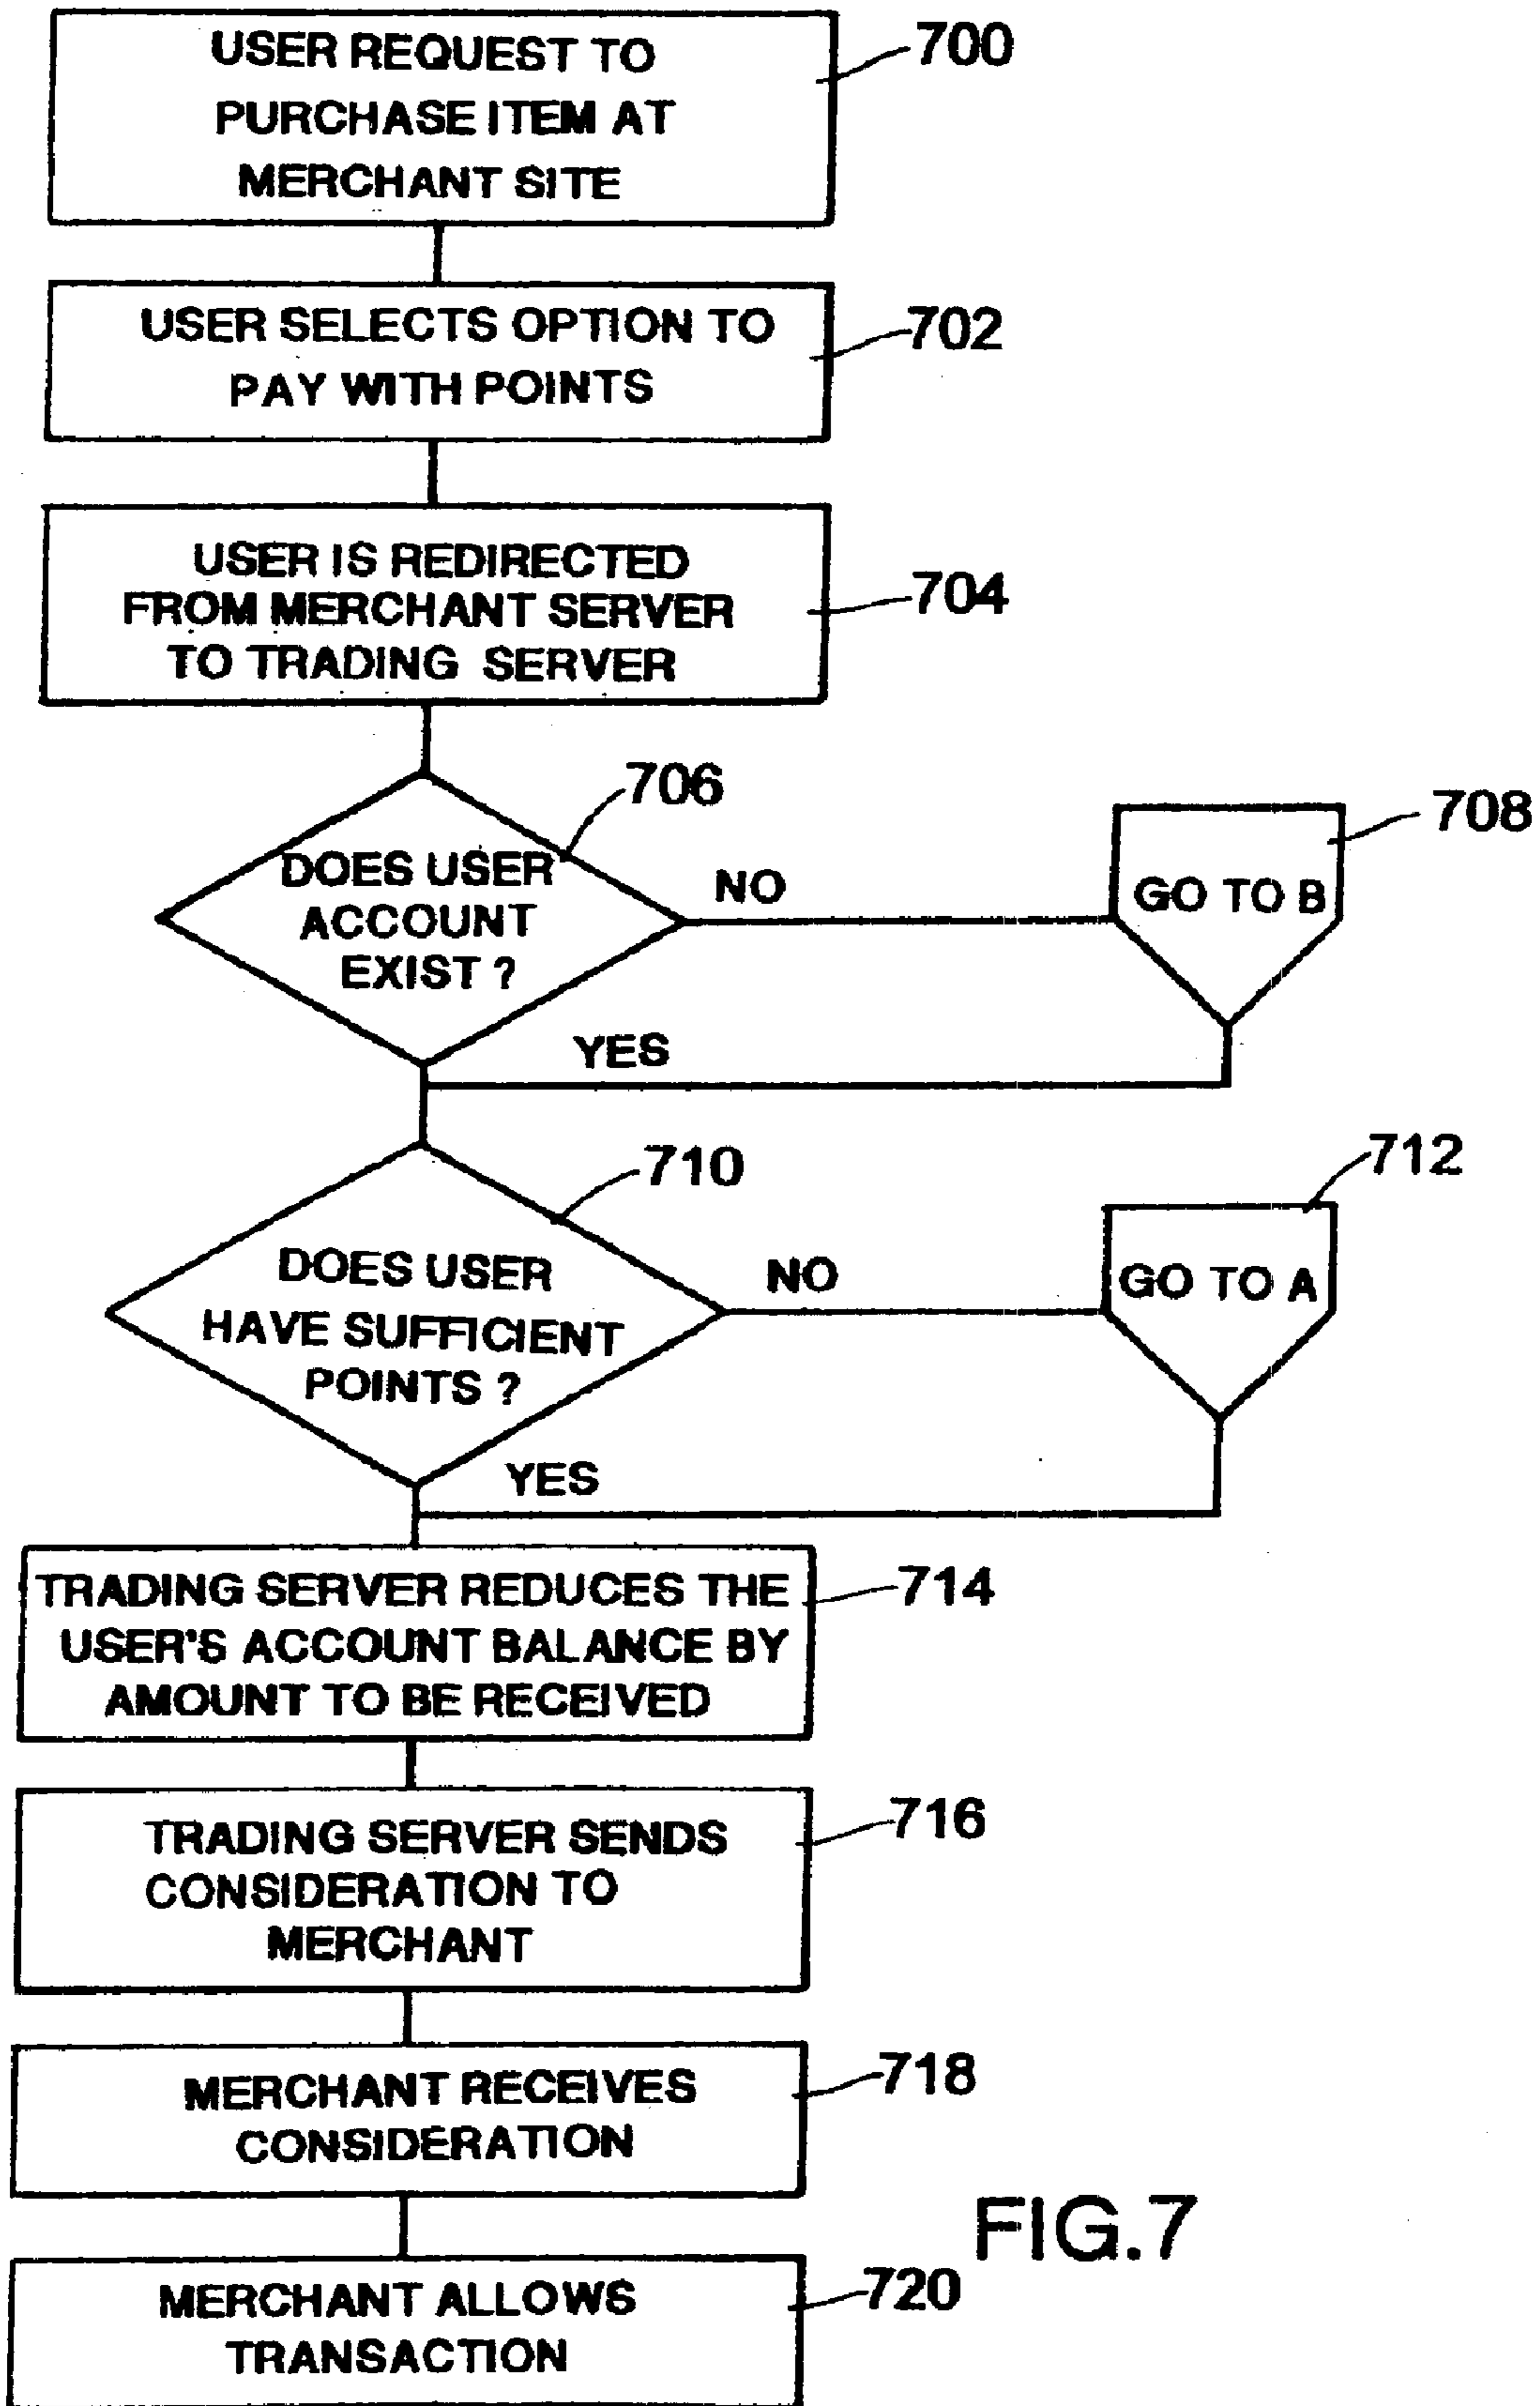 USER REQUEST TO
PURCHASE ITEM AT
MERCHANT SITE
700
USER SELECTS OPTION TO
PAY WITH POINTS
702
USER IS REDIRECTED
FROM MERCHANT SERVER
TO TRADING SERVER
704
706
DOES USER
ACCOUNT
EXIST ?
NO
708
GO TO B
YES
710
DOES USER
HAVE SUFFICIENT
POINTS ?
NO
712
GO TO A
YES
TRADING SERVER REDUCES THE
USER'S ACCOUNT BALANCE BY
AMOUNT TO BE RECEIVED
714
TRADING SERVER SENDS
CONSIDERATION TO
MERCHANT
716
MERCHANT RECEIVES
CONSIDERATION
718
MERCHANT ALLOWS
TRANSACTION
720
FIG.7